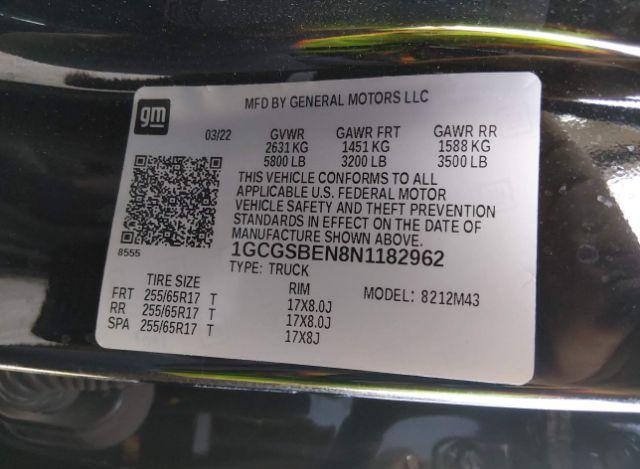 gm
MFD BY GENERAL MOTORS LLC
03/22 GVWR GAWR FRT GAWR RR
2631 KG 1451 KG 1588 KG
5800 LB 3200 LB 3500 LB
THIS VEHICLE CONFORMS TO ALL
APPLICABLE U.S. FEDERAL MOTOR
VEHICLE SAFETY AND THEFT PREVENTION
STANDARDS IN EFFECT ON THE DATE OF
MANUFACTURE SHOWN ABOVE.
8555
1GCGSBEN8N1182962
TYPE: TRUCK
TIRE SIZE RIM MODEL: 8212M43
FRT 255/65R17 T 17X8.0J
RR 255/65R17 T 17X8.0J
SPA 255/65R17 T 17X8J